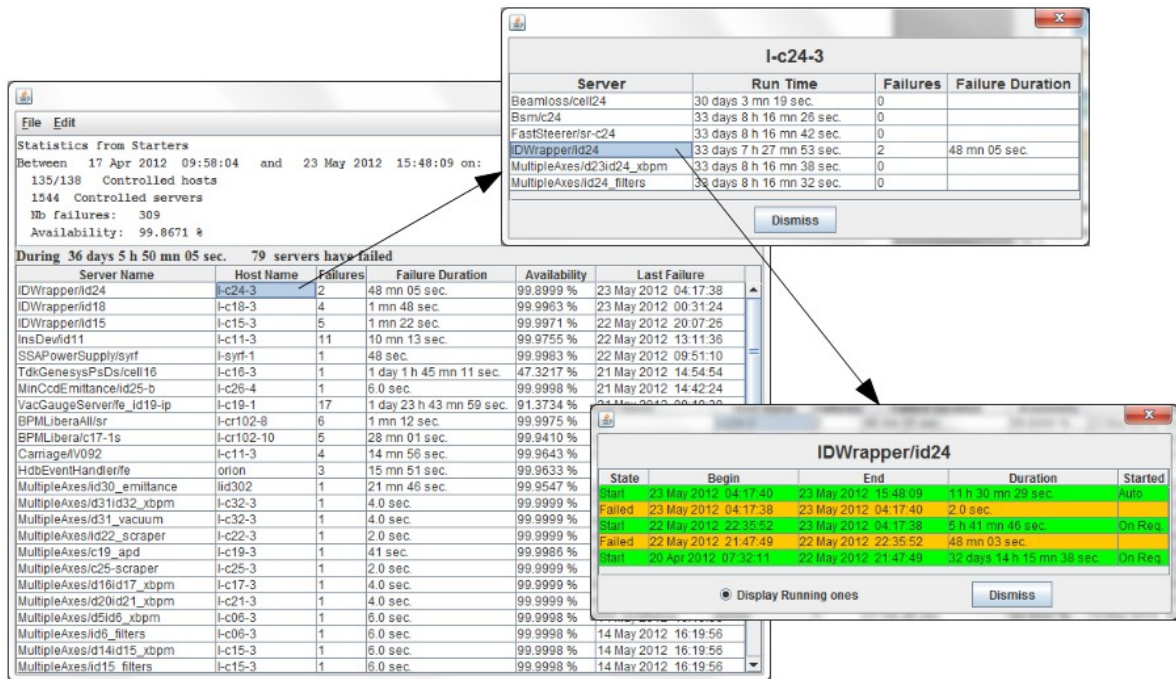 File Edit
Statistics from Starters
Between 17 Apr 2012 09:58:04 and 23 May 2012 15:48:09 on:
135/138 Controlled hosts
1544 Controlled servers
Nb failures: 309
Availability: 99.8671 %
During 36 days 5 h 50 mn 05 sec. 79 servers have failed
Server Name Host Name Failures Failure Duration Availability Last Failure
IDWrapper/id24 l-c24-3 2 48 mn 05 sec. 99.8999 % 23 May 2012 04:17:38
IDWrapper/id18 l-c18-3 4 1 mn 48 sec. 99.9963 % 23 May 2012 00:31:24
IDWrapper/id15 l-c15-3 5 1 mn 22 sec. 99.9971 % 22 May 2012 20:07:26
InsDev/id11 l-c11-3 11 10 mn 13 sec. 99.9755 % 22 May 2012 13:11:36
SSAPowerSupply/syrf l-syrf-1 1 48 sec. 99.9983 % 22 May 2012 09:51:10
TdkGenesysPsDs/cell16 l-c16-3 1 1 day 1 h 45 mn 11 sec. 47.3217 % 21 May 2012 14:54:54
MinCcdEmittance/id25-b l-c26-4 1 6.0 sec. 99.9998 % 21 May 2012 14:42:24
VacGaugeServer/fe_id19-ip l-c19-1 17 1 day 23 h 43 mn 59 sec. 91.3734 %
BPMLiberaAll/sr l-cr102-8 6 1 mn 12 sec. 99.9975 %
BPMLibera/c17-1s l-cr102-10 5 28 mn 01 sec. 99.9410 %
Carriage/IV092 l-c11-3 4 14 mn 56 sec. 99.9643 %
HdbEventHandler/fe orion 3 15 mn 51 sec. 99.9633 %
MultipleAxes/id30_emittance lid302 1 21 mn 46 sec. 99.9547 %
MultipleAxes/d31id32_xbpm l-c32-3 1 4.0 sec. 99.9999 %
MultipleAxes/d31_vacuum l-c32-3 1 4.0 sec. 99.9999 %
MultipleAxes/id22_scraper l-c22-3 1 2.0 sec. 99.9999 %
MultipleAxes/c19_apd l-c19-3 1 41 sec. 99.9986 %
MultipleAxes/c25-scraper l-c25-3 1 2.0 sec. 99.9999 %
MultipleAxes/d16id17_xbpm l-c17-3 1 4.0 sec. 99.9999 %
MultipleAxes/d20id21_xbpm l-c21-3 1 4.0 sec. 99.9999 %
MultipleAxes/d5id6_xbpm l-c06-3 1 6.0 sec. 99.9998 %
MultipleAxes/id6_filters l-c06-3 1 6.0 sec. 99.9998 % 14 May 2012 16:19:56
MultipleAxes/d14id15_xbpm l-c15-3 1 6.0 sec. 99.9998 % 14 May 2012 16:19:56
MultipleAxes/id15_filters l-c15-3 1 6.0 sec. 99.9998 % 14 May 2012 16:19:56
l-c24-3
Server Run Time Failures Failure Duration
Beamloss/cell24 30 days 3 mn 19 sec. 0
Bsm/c24 33 days 8 h 16 mn 26 sec. 0
FastSteerer/sr-c24 33 days 8 h 16 mn 42 sec. 0
IDWrapper/id24 33 days 7 h 27 mn 53 sec. 2 48 mn 05 sec.
MultipleAxes/d23id24_xbpm 33 days 8 h 16 mn 38 sec. 0
MultipleAxes/id24_filters 33 days 8 h 16 mn 32 sec. 0
Dismiss
IDWrapper/id24
State Begin End Duration Started
Start 23 May 2012 04:17:40 23 May 2012 15:48:09 11 h 30 mn 29 sec. Auto
Failed 23 May 2012 04:17:38 23 May 2012 04:17:40 2.0 sec.
Start 22 May 2012 22:35:52 23 May 2012 04:17:38 5 h 41 mn 46 sec. On Req.
Failed 22 May 2012 21:47:49 22 May 2012 22:35:52 48 mn 03 sec.
Start 20 Apr 2012 07:32:11 22 May 2012 21:47:49 32 days 14 h 15 mn 38 sec. On Req.
Display Running ones Dismiss